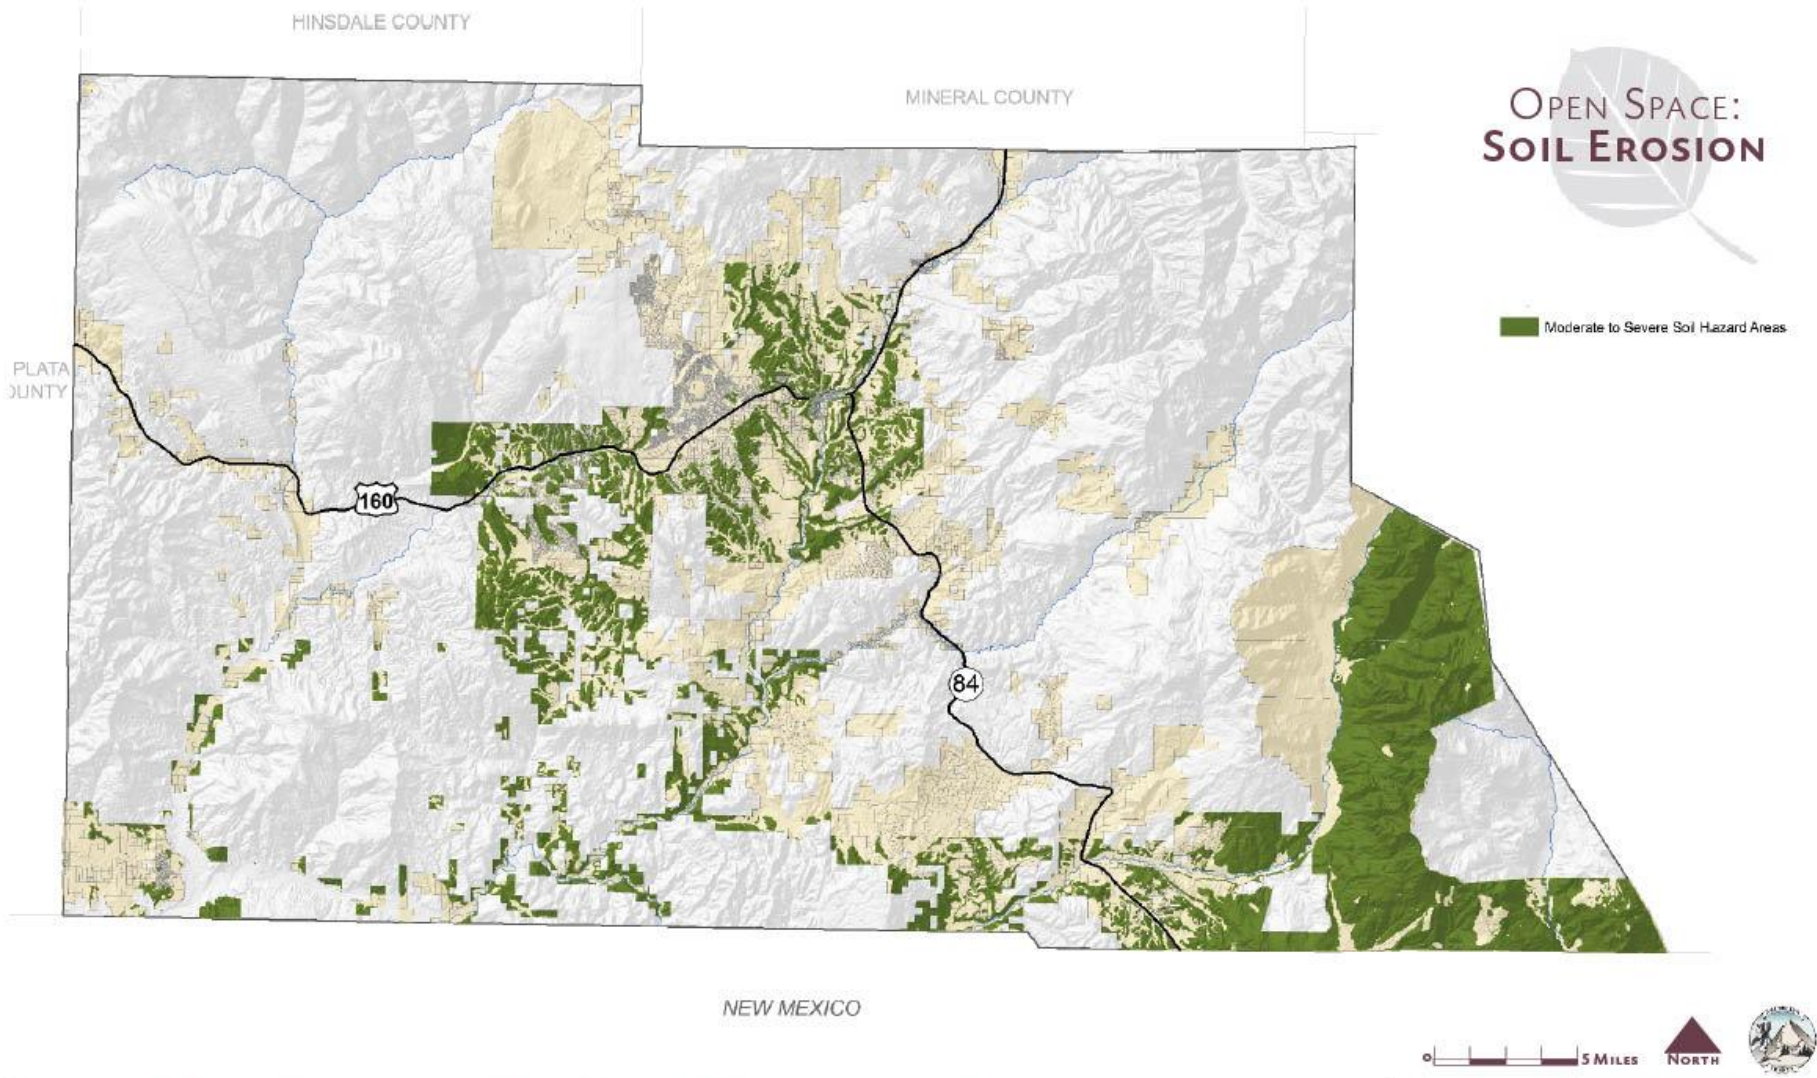 HINSDALE COUNTY
MINERAL COUNTY
OPEN SPACE:
SOIL EROSION
Moderate to Severe Soil Hazard Areas
PLATA
160
84
NEW MEXICO
0 5 MILES
NORTH